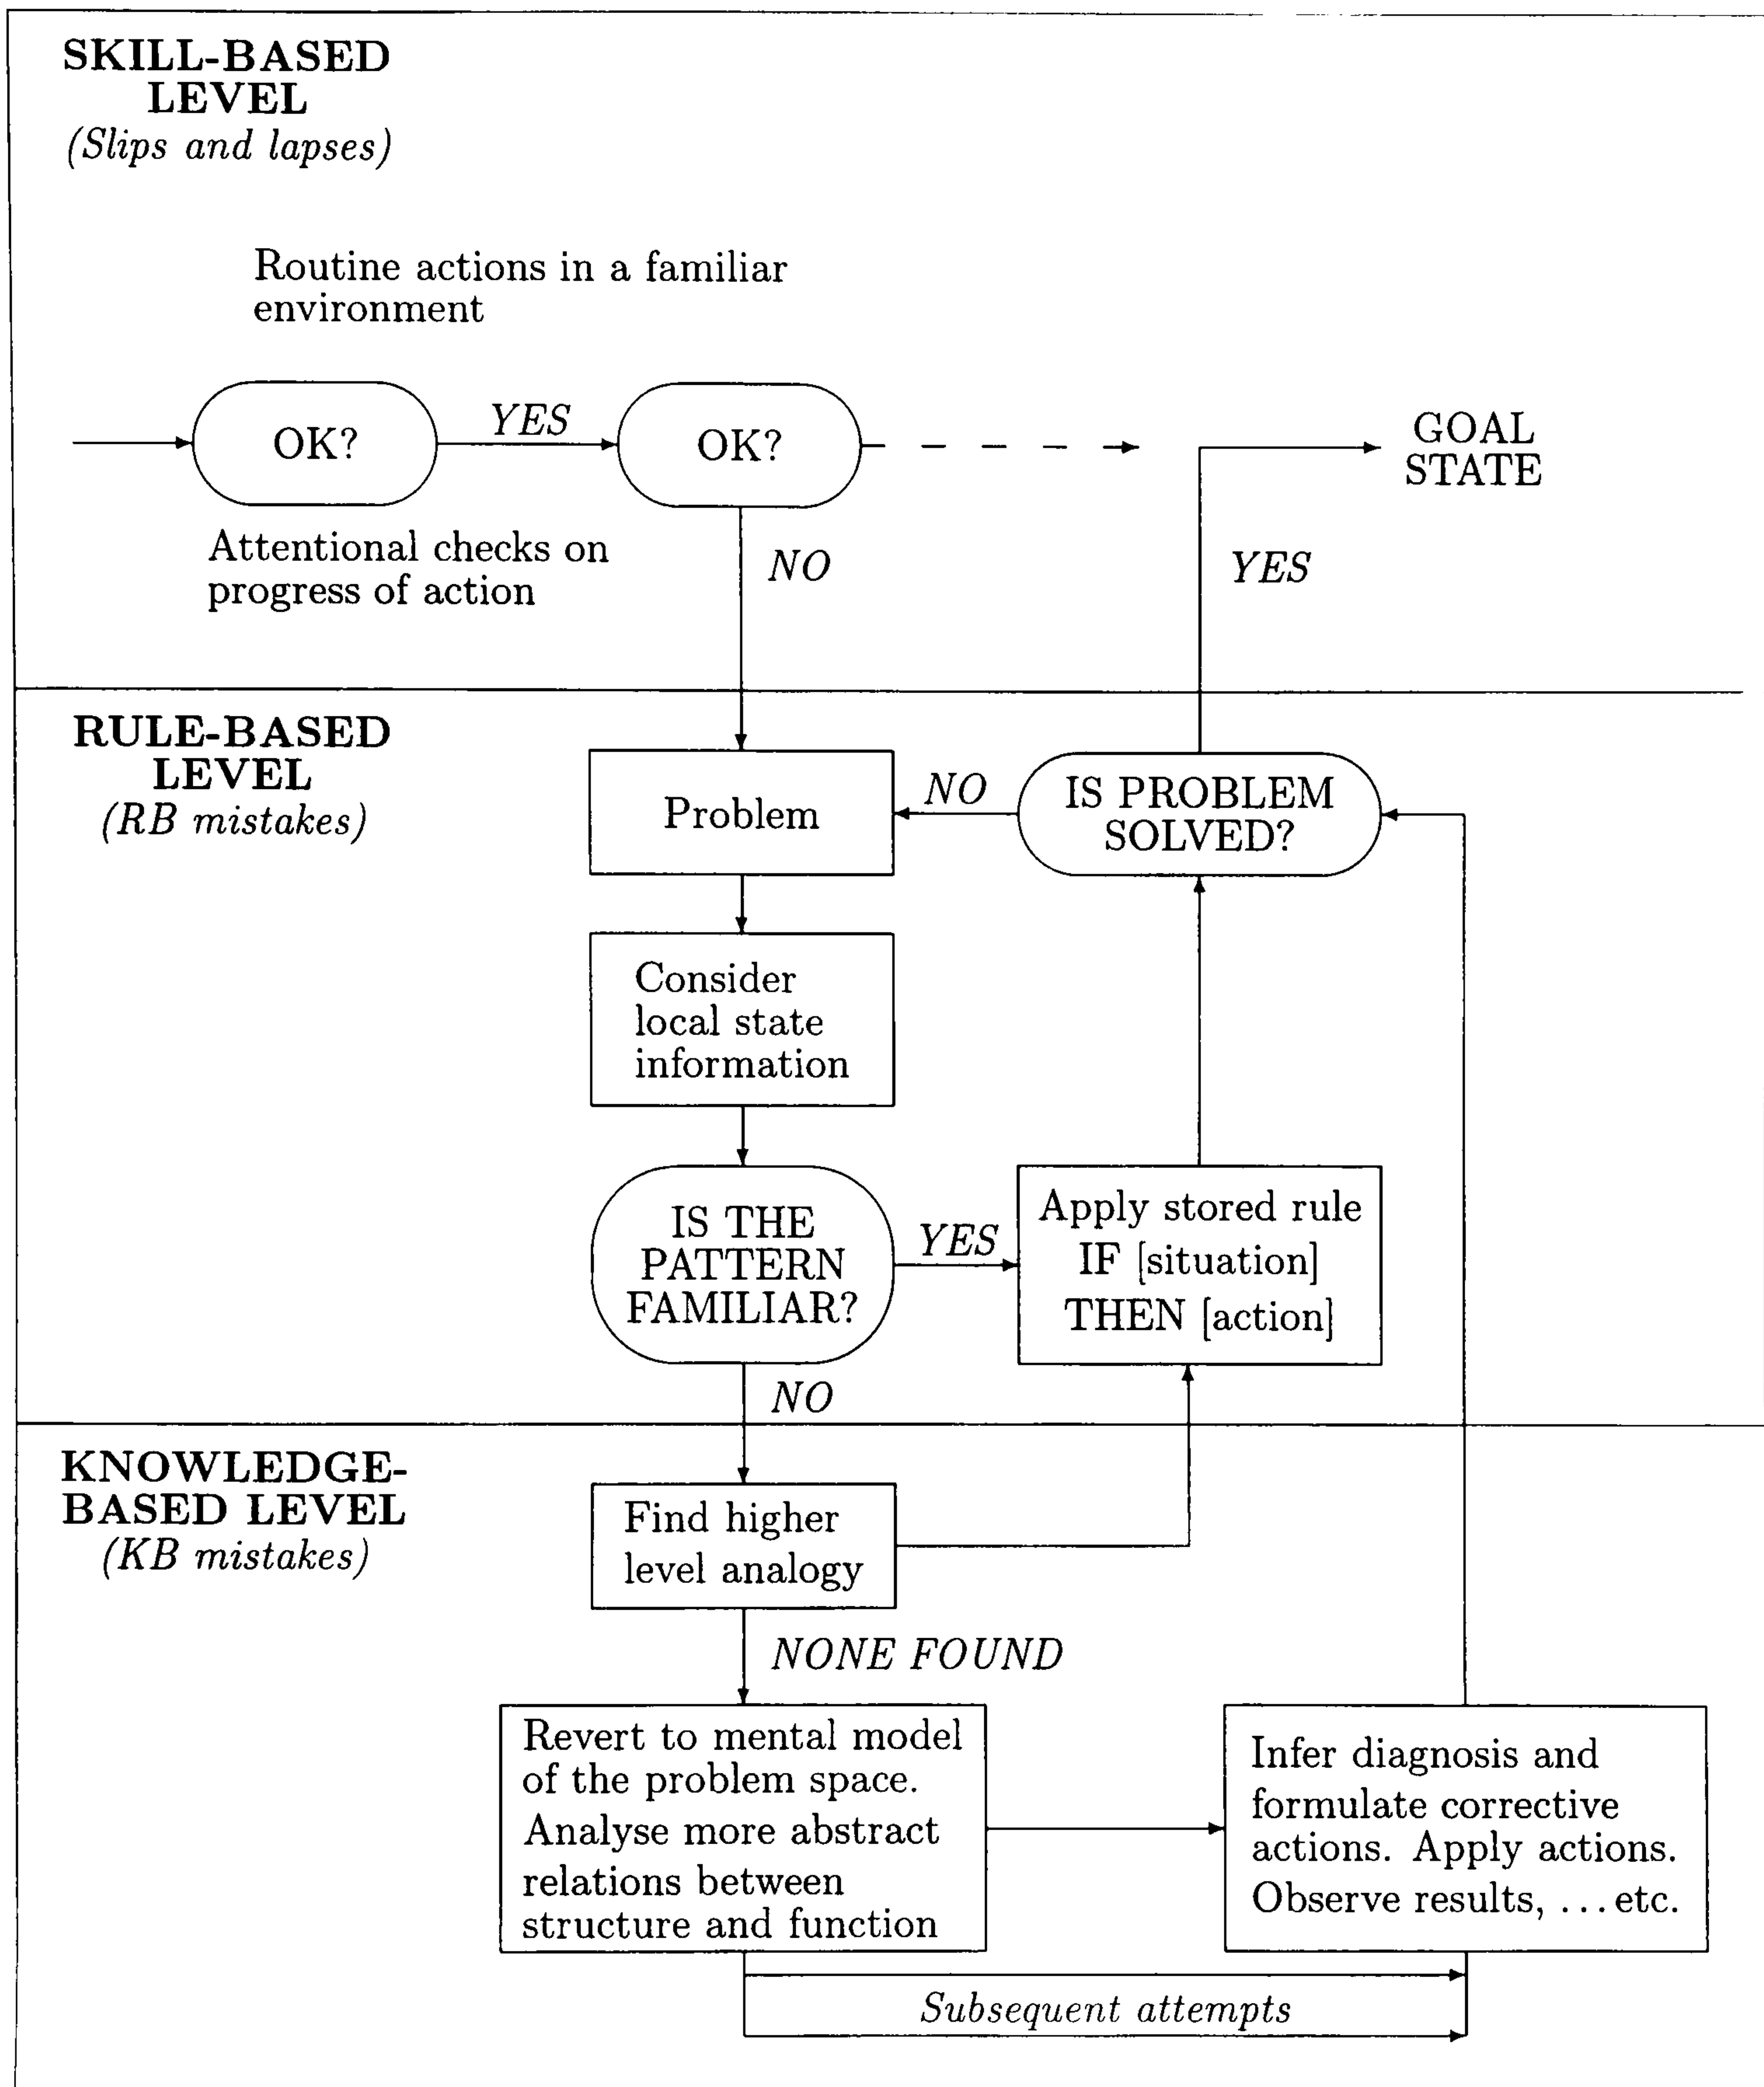 SKILL-BASED
LEVEL
(Slips and lapses)
Routine actions in a familiar
environment
OK?
YES
OK?
GOAL
STATE
Attentional checks on
progress of action
NO
YES
RULE-BASED
LEVEL
(RB mistakes)
Problem
NO
IS PROBLEM
SOLVED?
Consider
local state
information
IS THE
PATTERN
FAMILIAR?
YES
Apply stored rule
IF [situation]
THEN [action]
NO
KNOWLEDGE-
BASED LEVEL
(KB mistakes)
Find higher
level analogy
NONE FOUND
Revert to mental model
of the problem space.
Analyse more abstract
relations between
structure and function
Infer diagnosis and
formulate corrective
actions. Apply actions.
Observe results, ...etc.
Subsequent attempts